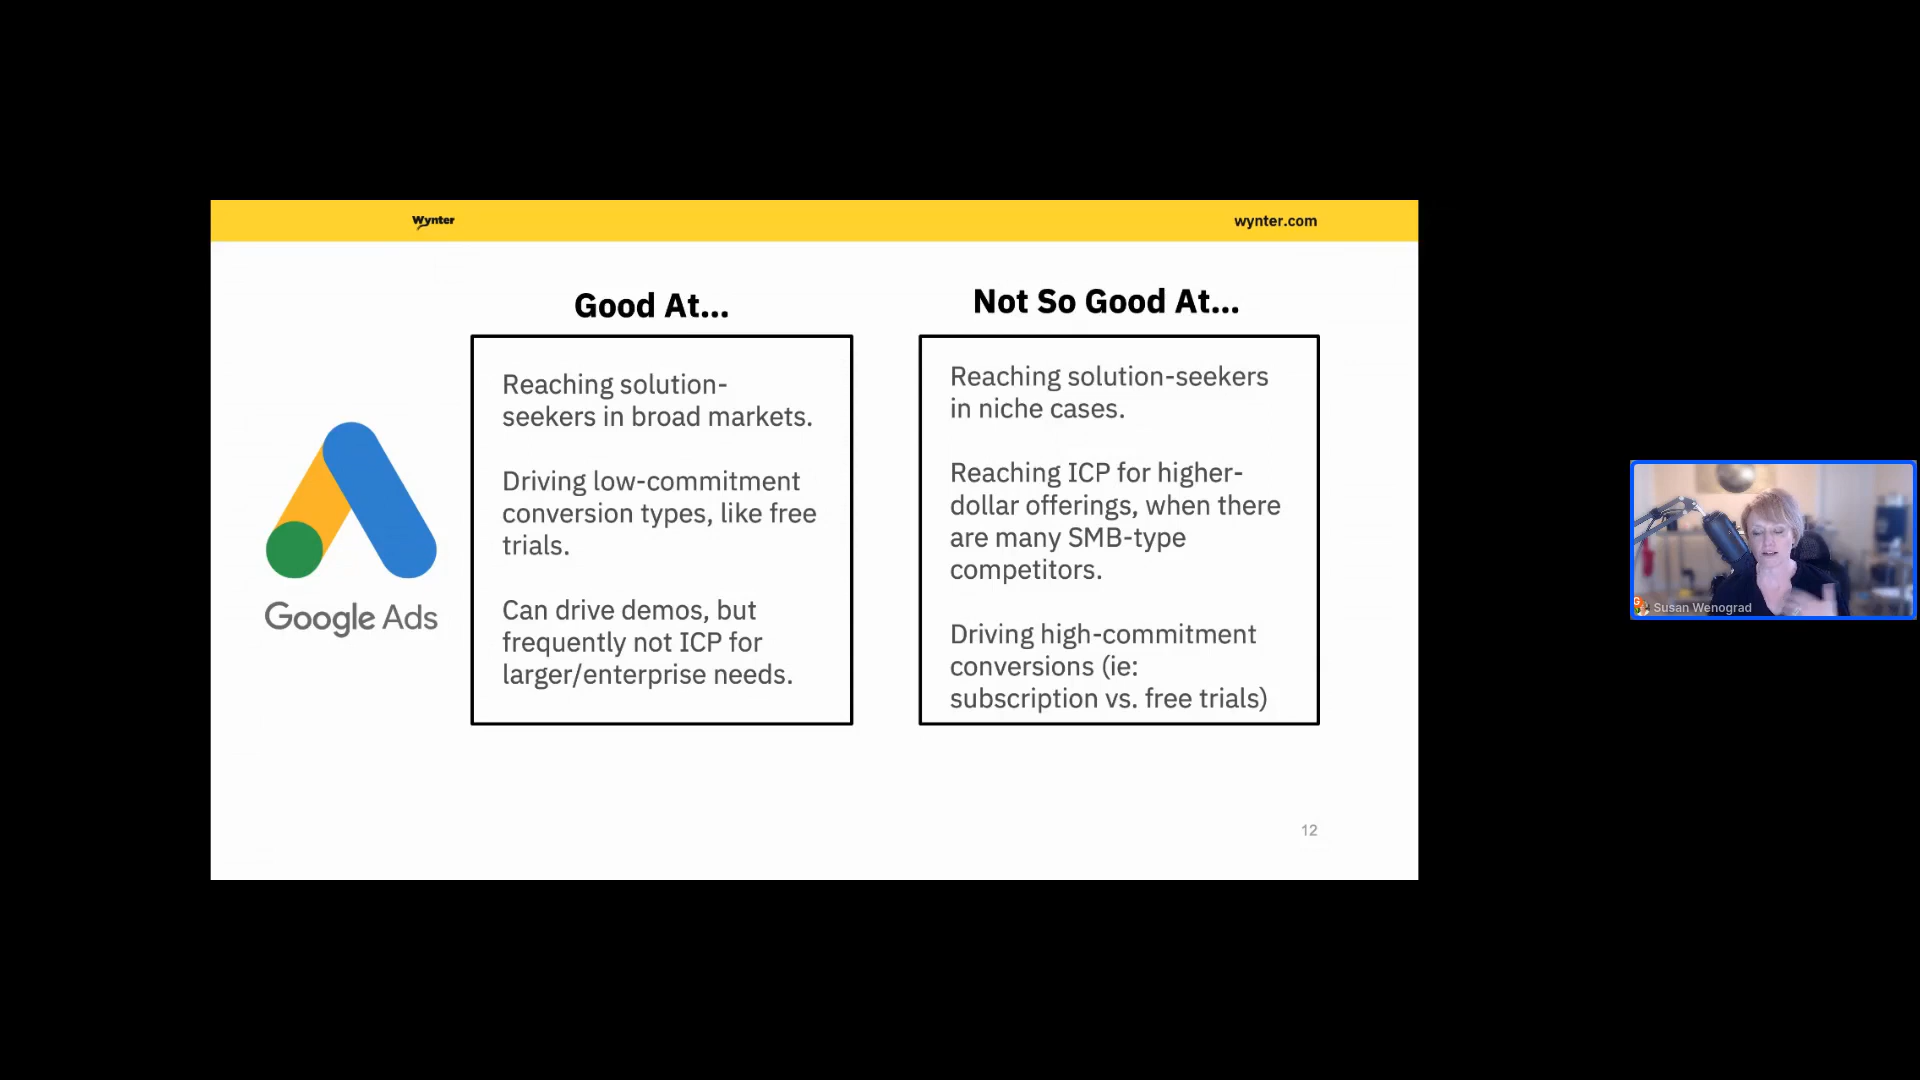 Wynter
wynter.com
Good At...
Reaching solution-
seekers in broad markets.
Driving low-commitment
conversion types, like free
trials.
Can drive demos, but
frequently not ICP for
larger/enterprise needs.
Not So Good At...
Reaching solution-seekers
in niche cases.
Reaching ICP for higher-
dollar offerings, when there
are many SMB-type
competitors.
Driving high-commitment
conversions (ie:
subscription vs. free trials)
Google Ads
12
Susan Wenograd